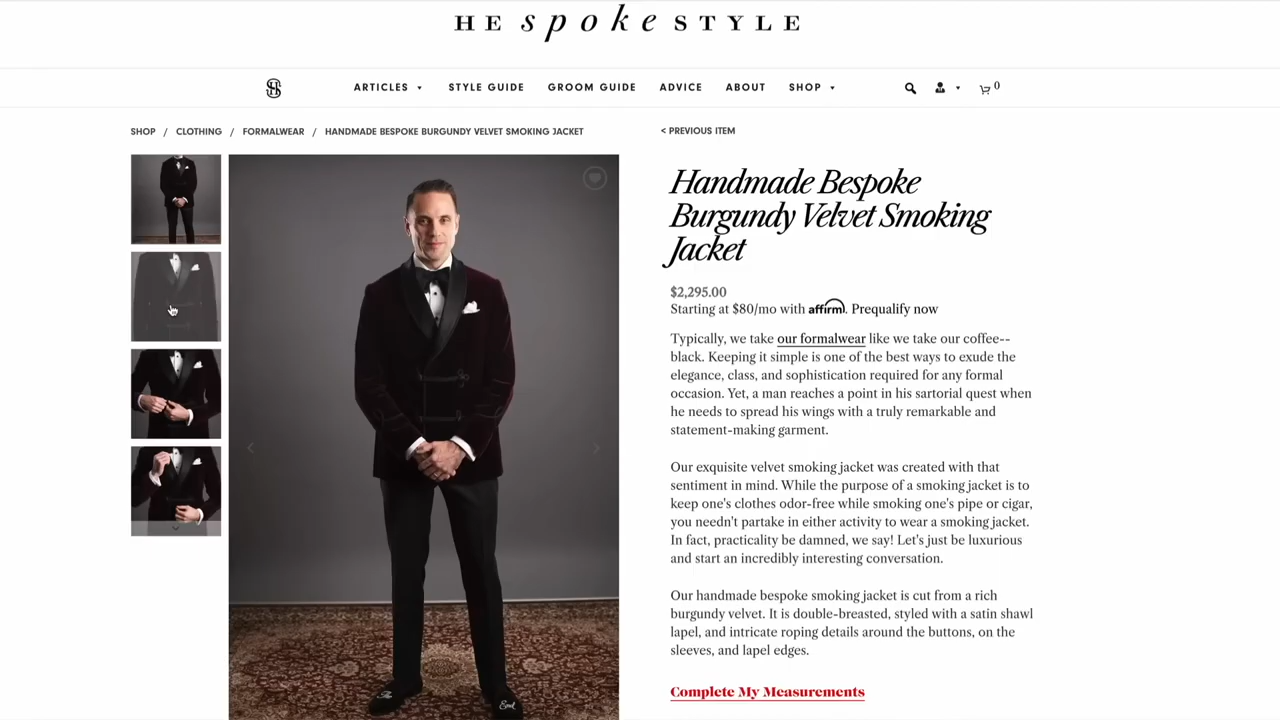 HE spoke STYLE
ARTICLES STYLE GUIDE GROOM GUIDE ADVICE ABOUT SHOP 0
SHOP / CLOTHING / FORMALWEAR / HANDMADE BESPOKE BURGUNDY VELVET SMOKING JACKET
< PREVIOUS ITEM
Handmade Bespoke
Burgundy Velvet Smoking
Jacket
$2,295.00
Starting at $80/mo with affirm. Prequalify now
Typically, we take our formalwear like we take our coffee--
black. Keeping it simple is one of the best ways to exude the
elegance, class, and sophistication required for any formal
occasion. Yet, a man reaches a point in his sartorial quest when
he needs to spread his wings with a truly remarkable and
statement-making garment.
Our exquisite velvet smoking jacket was created with that
sentiment in mind. While the purpose of a smoking jacket is to
keep one's clothes odor-free while smoking one's pipe or cigar,
you needn't partake in either activity to wear a smoking jacket.
In fact, practicality be damned, we say! Let's just be luxurious
and start an incredibly interesting conversation.
Our handmade bespoke smoking jacket is cut from a rich
burgundy velvet. It is double-breasted, styled with a satin shawl
lapel, and intricate roping details around the buttons, on the
sleeves, and lapel edges.
Complete My Measurements